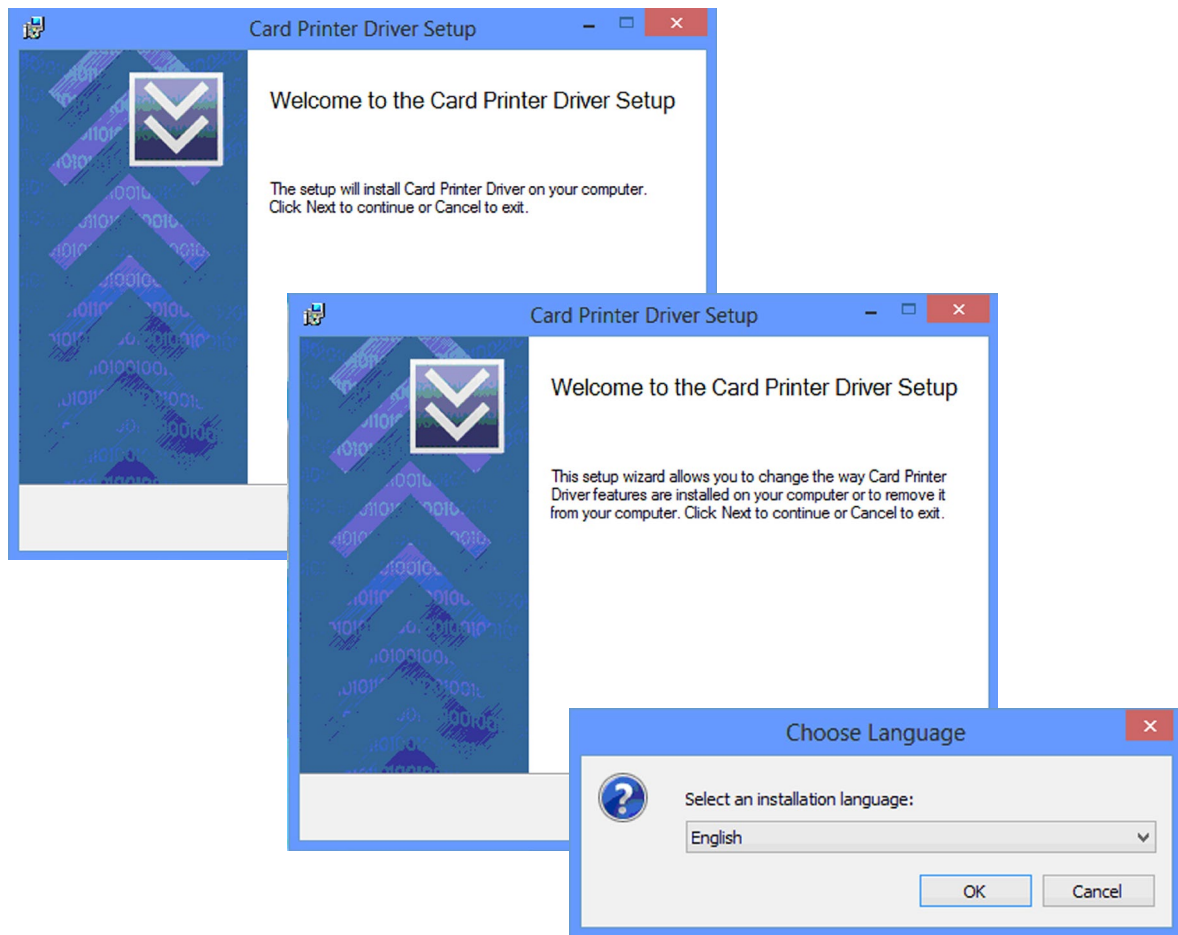 Card Printer Driver Setup
Welcome to the Card Printer Driver Setup
The setup will install Card Printer Driver on your computer.
Click Next to continue or Cancel to exit.
Card Printer Driver Setup
Welcome to the Card Printer Driver Setup
This setup wizard allows you to change the way Card Printer
Driver features are installed on your computer or to remove it
from your computer. Click Next to continue or Cancel to exit.
Choose Language
Select an installation language:
English
OK
Cancel